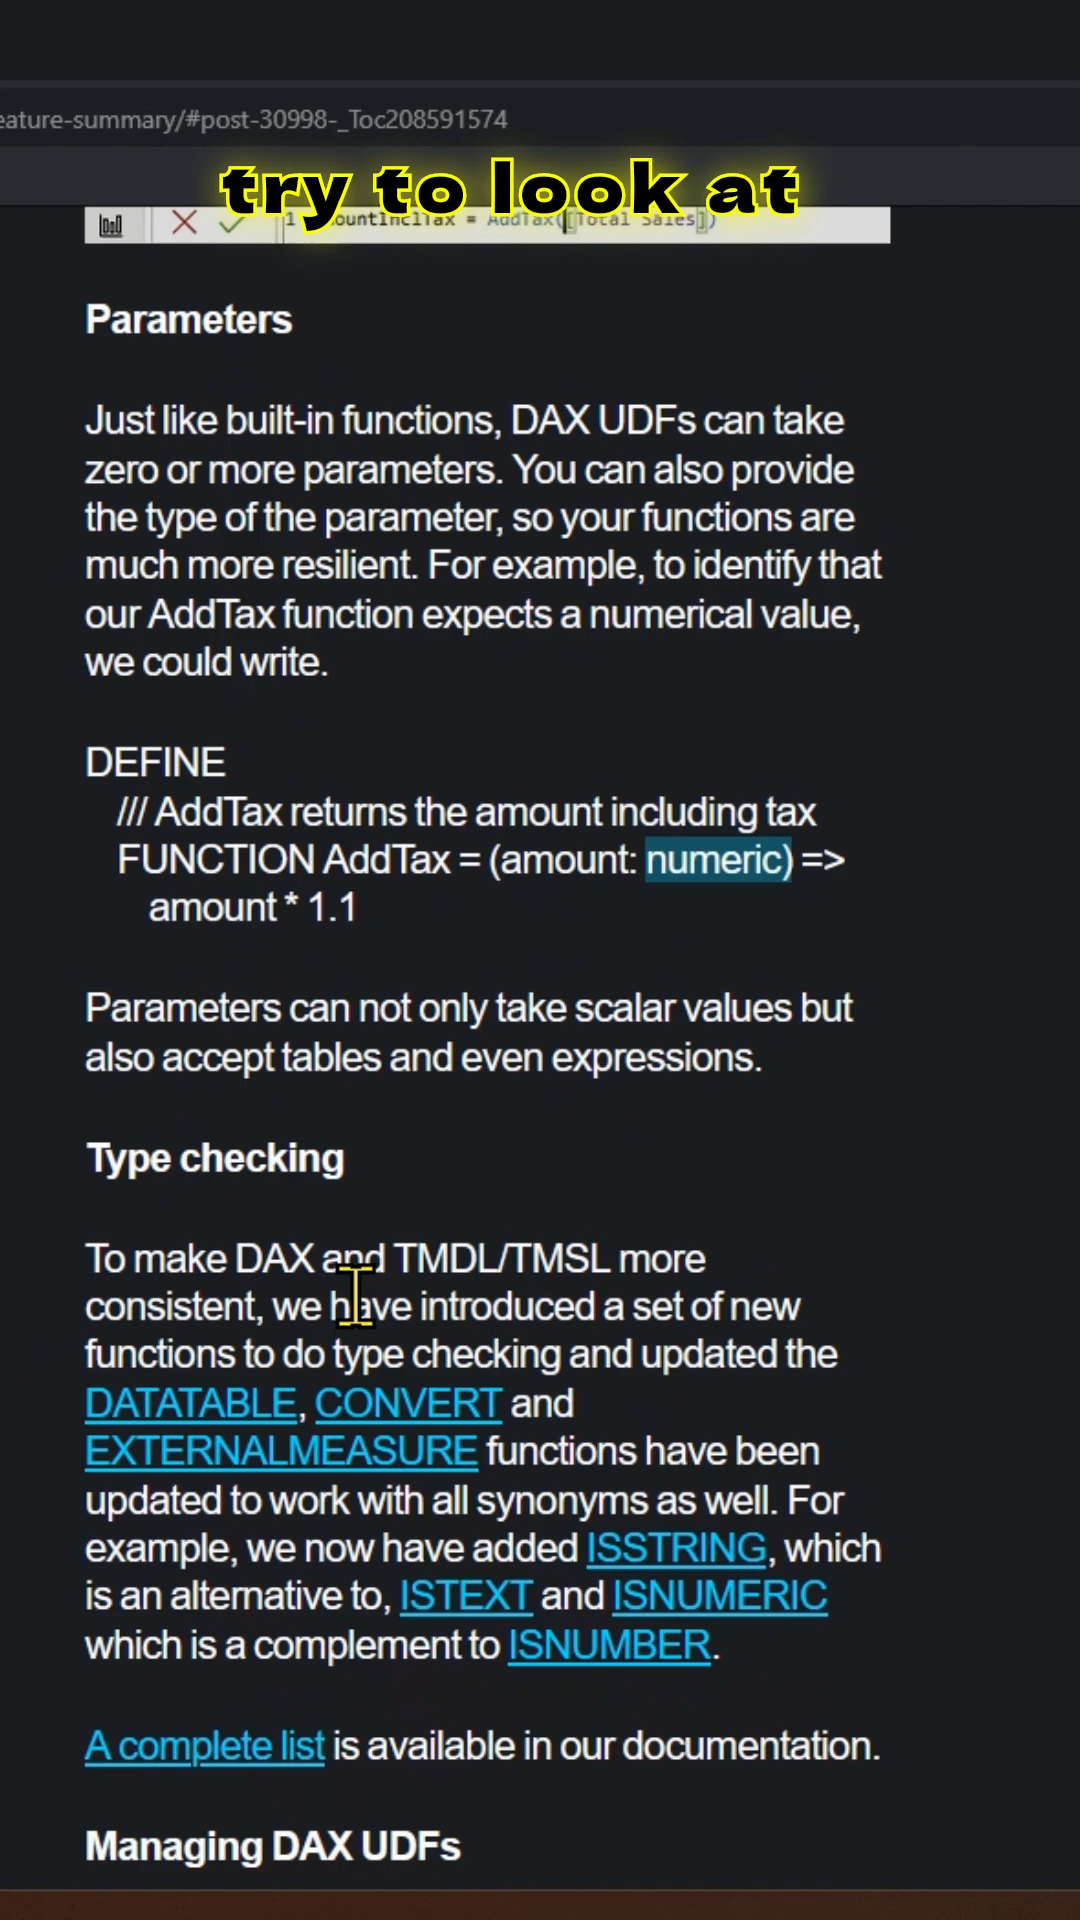 eature-summary/#post-30998-_Toc208591574
try to look at
1 mountInclTax = AddTax([Total Sales])
Parameters
Just like built-in functions, DAX UDFs can take
zero or more parameters. You can also provide
the type of the parameter, so your functions are
much more resilient. For example, to identify that
our AddTax function expects a numerical value,
we could write.
DEFINE
/// AddTax returns the amount including tax
FUNCTION AddTax = (amount: numeric) =>
amount * 1.1
Parameters can not only take scalar values but
also accept tables and even expressions.
Type checking
To make DAX and TMDL/TMSL more
consistent, we have introduced a set of new
functions to do type checking and updated the
DATATABLE, CONVERT and
EXTERNALMEASURE functions have been
updated to work with all synonyms as well. For
example, we now have added ISSTRING, which
is an alternative to, ISTEXT and ISNUMERIC
which is a complement to ISNUMBER.
A complete list is available in our documentation.
Managing DAX UDFs